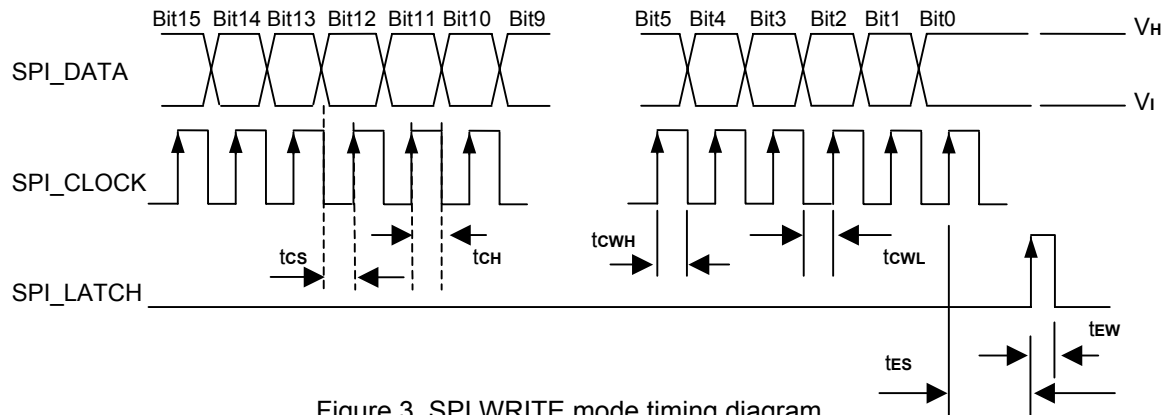 Bit15 Bit14 Bit13 Bit12 Bit11 Bit10 Bit9 Bit5 Bit4 Bit3 Bit2 Bit1 Bit0
VH
SPI_DATA
VI
SPI_CLOCK
tCS tCH tCWH tCWL
SPI_LATCH
tEW
tES
Figure 3. SPI WRITE mode timing diagram